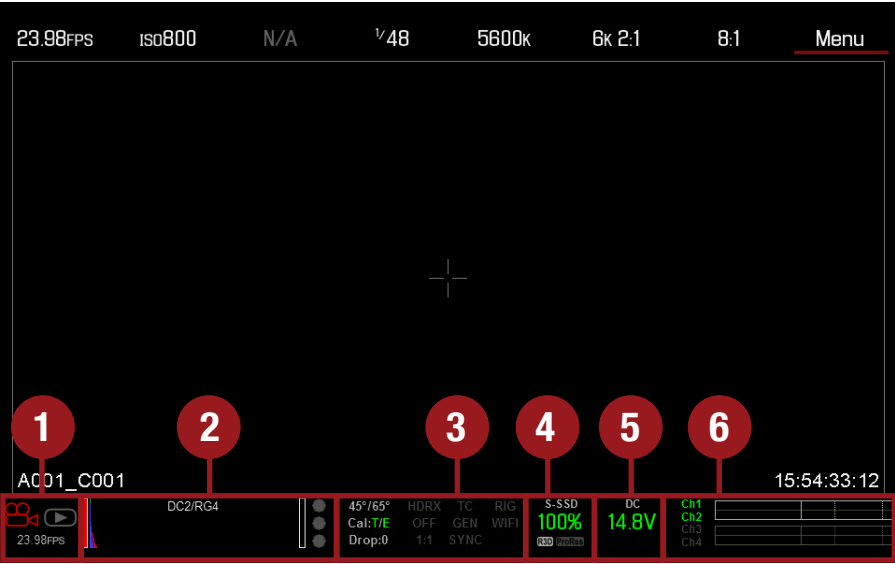 23.98FPS ISO800 N/A 1/48 5600K 6K 2:1 8:1 Menu
1 2 3 4 5 6
A001_C001 15:54:33:12
23.98FPS
DC2/RG4
45°/65° HDRX TC RIG
Cal:T/E OFF GEN WIFI
Drop:0 1:1 SYNC
S-SSD
100%
R3D ProRes
DC
14.8V
Ch1
Ch2
Ch3
Ch4